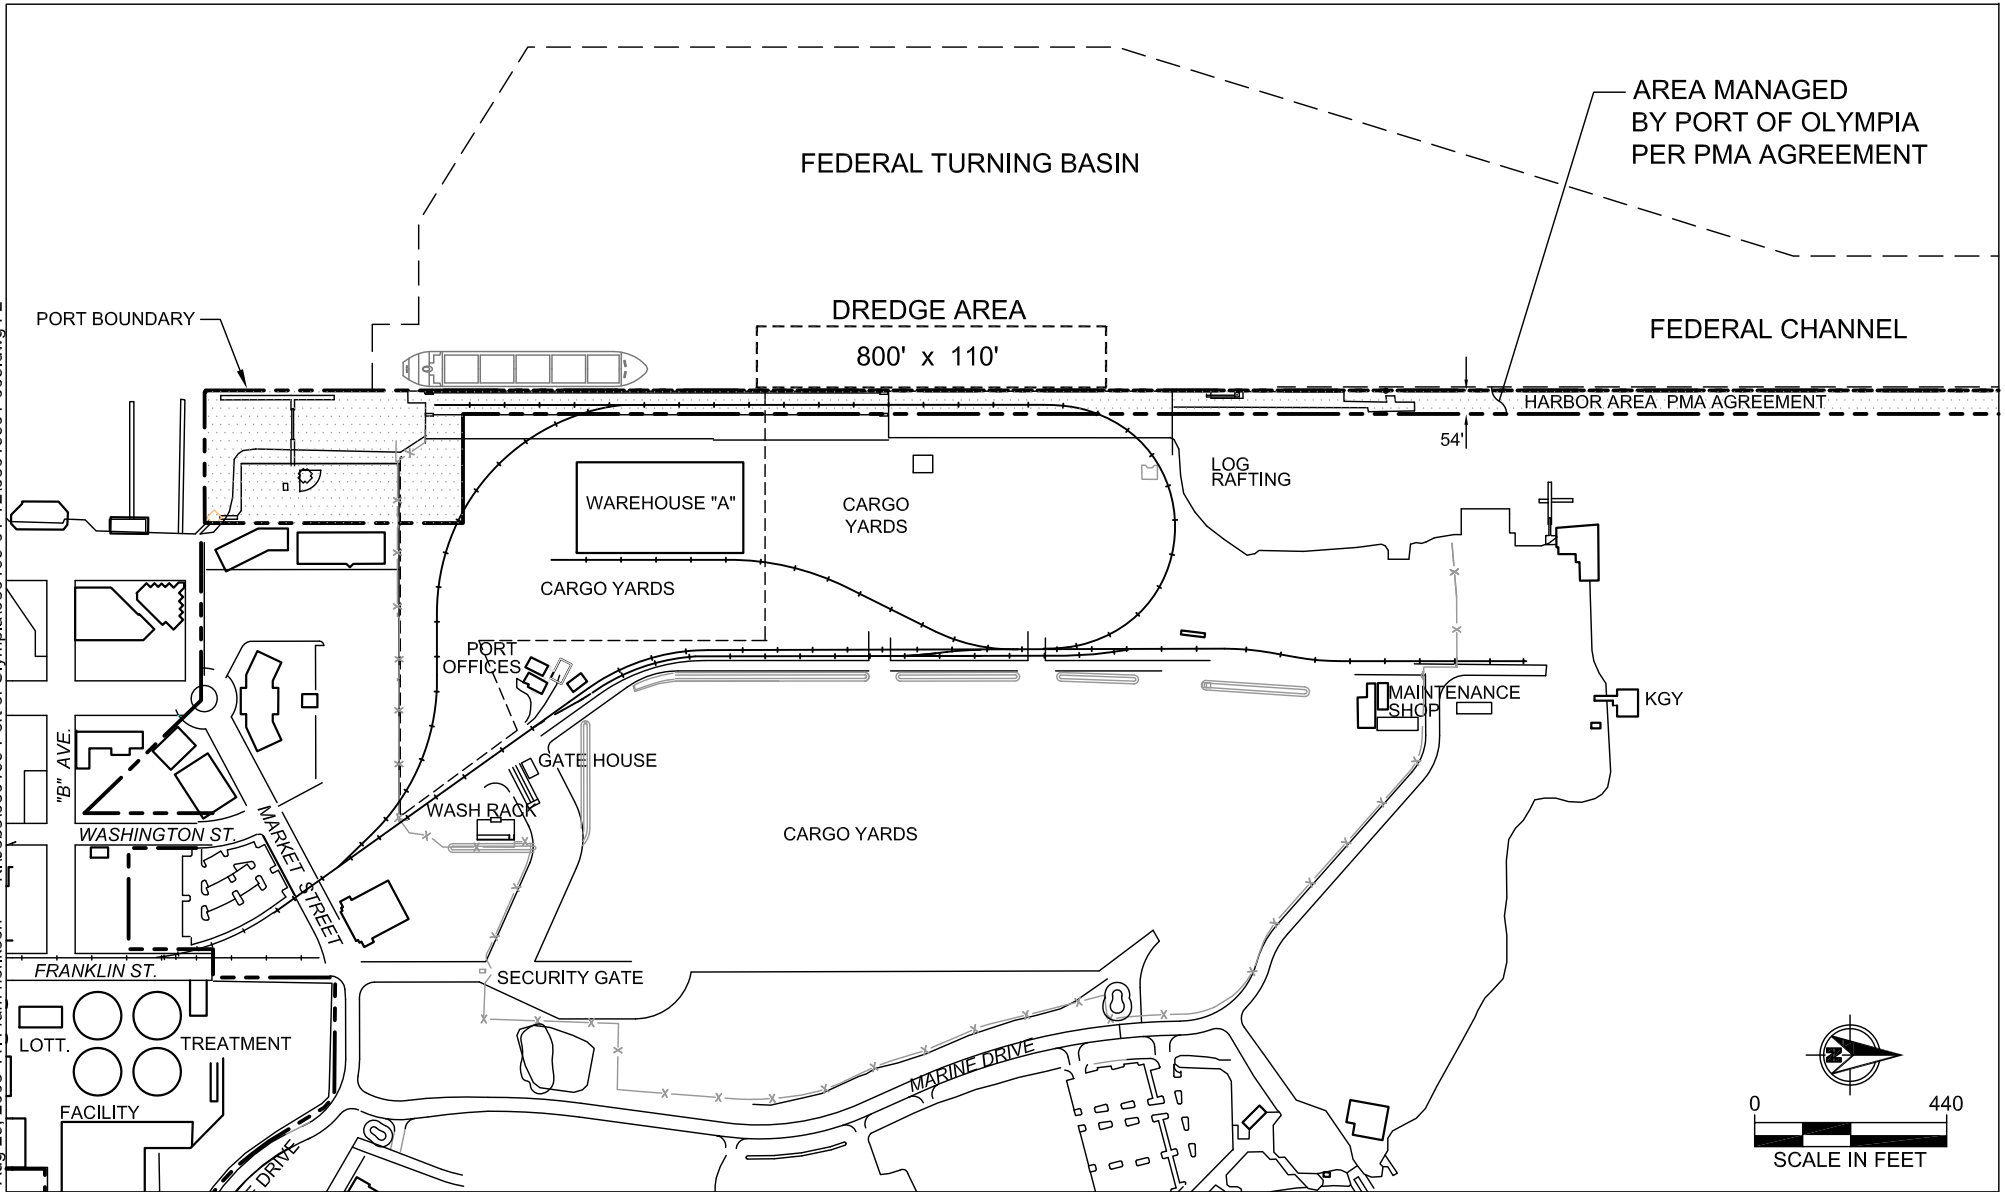 AREA MANAGED
BY PORT OF OLYMPIA
PER PMA AGREEMENT
FEDERAL TURNING BASIN
PORT BOUNDARY
DREDGE AREA
800' x 110'
FEDERAL CHANNEL
HARBOR AREA PMA AGREEMENT
54'
LOG
RAFTING
WAREHOUSE "A"
CARGO
YARDS
CARGO YARDS
PORT
OFFICES
MAINTENANCE
SHOP
KGY
"B" AVE.
GATE HOUSE
WASH RACK
CARGO YARDS
WASHINGTON ST.
MARKET STREET
FRANKLIN ST.
SECURITY GATE
LOTT.
TREATMENT
FACILITY
MARINE DRIVE
DRIVE
N
0 440
SCALE IN FEET